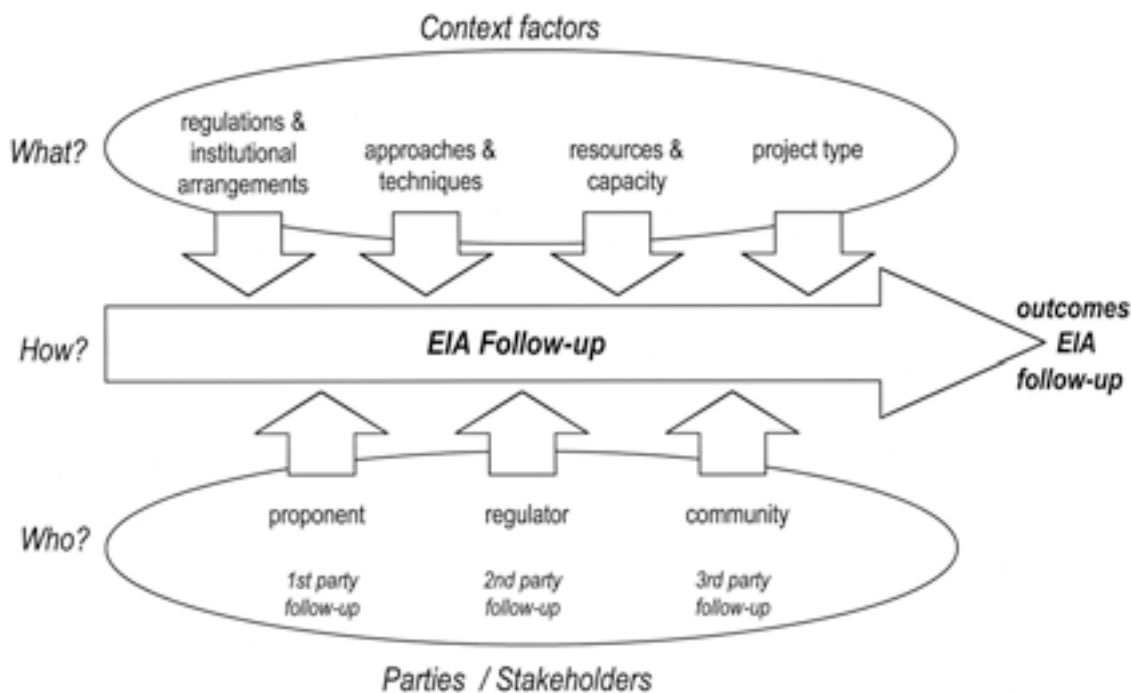 Context factors
What?
regulations &
institutional
arrangements
approaches &
techniques
resources &
capacity
project type
How?
EIA Follow-up
outcomes
EIA
follow-up
Who?
proponent
regulator
community
1st party
follow-up
2nd party
follow-up
3rd party
follow-up
Parties / Stakeholders